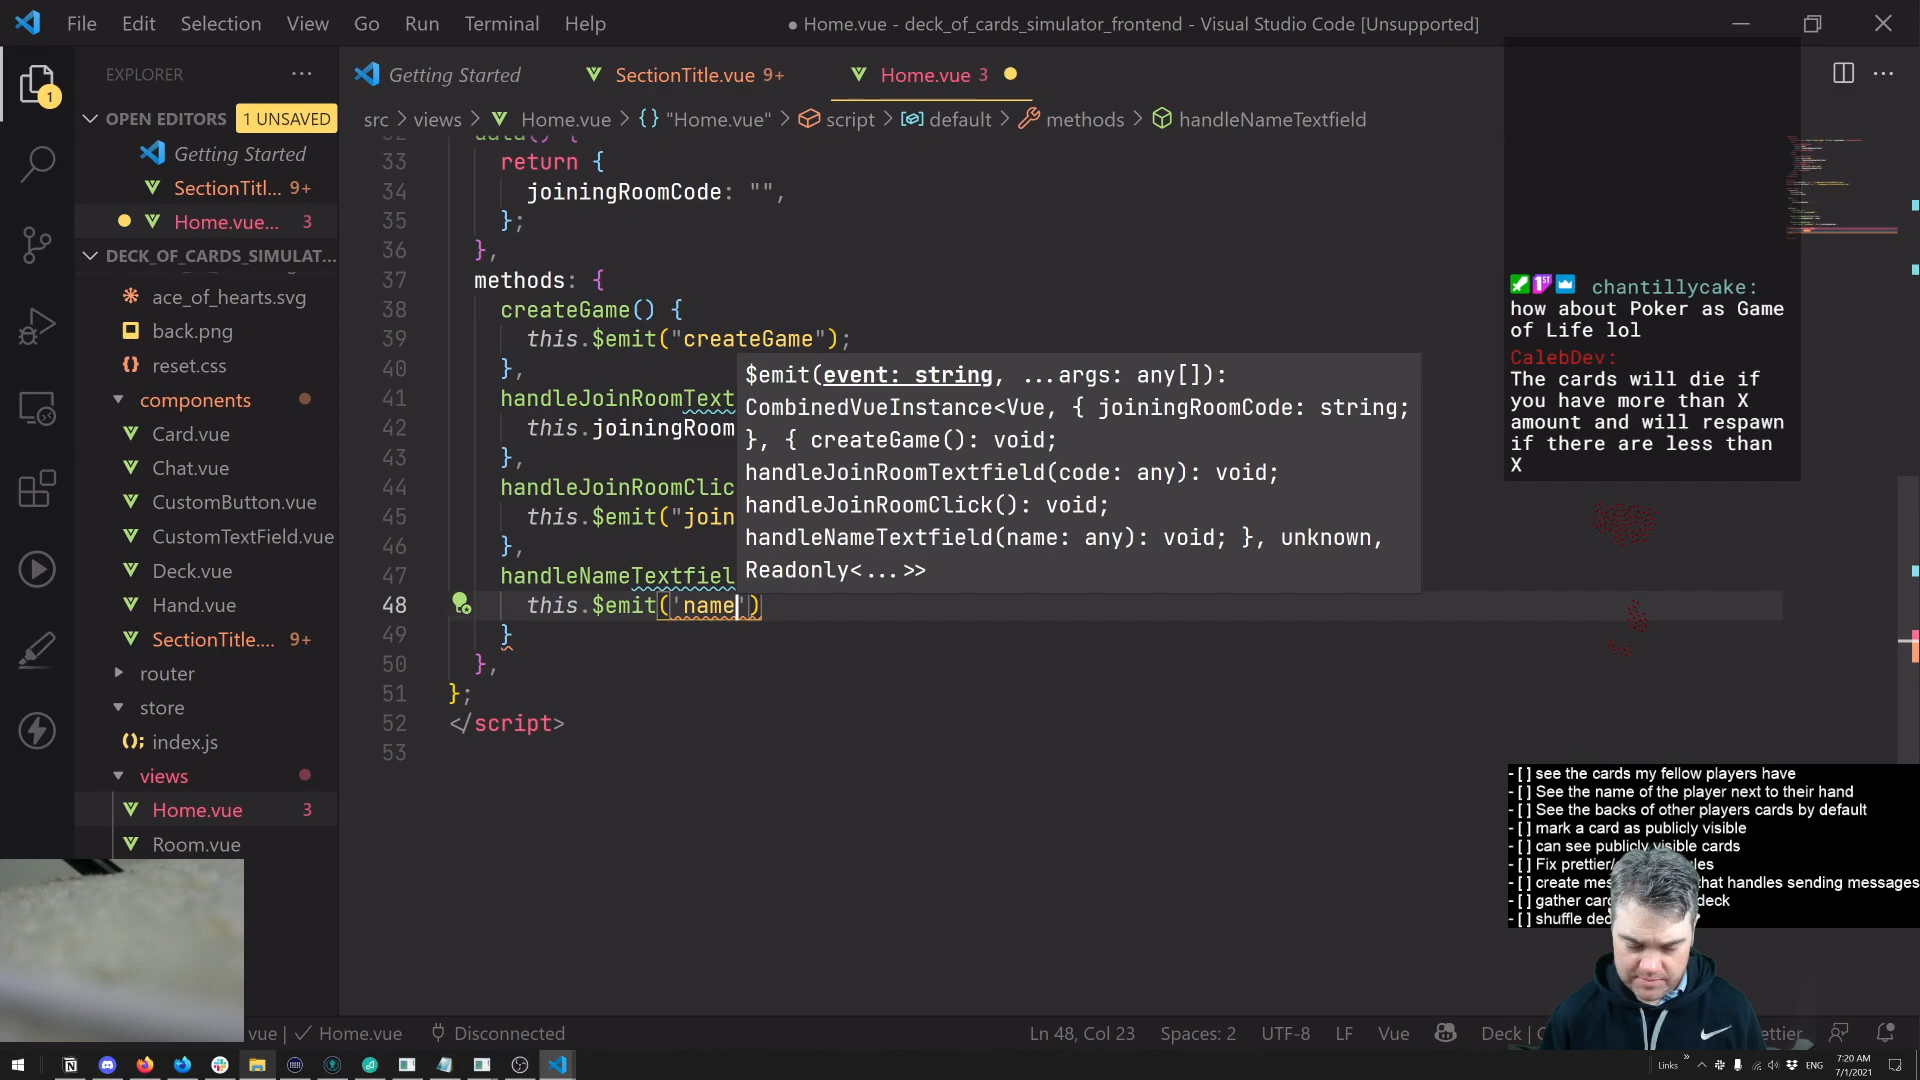 File Edit Selection View Go Run Terminal Help
● Home.vue - deck_of_cards_simulator_frontend - Visual Studio Code [Unsupported]
EXPLORER
Getting Started
SectionTitle.vue 9+
Home.vue 3
1
OPEN EDITORS
1 UNSAVED
src > views > Home.vue > {} "Home.vue" > script > default > methods > handleNameTextfield
Getting Started
SectionTitl... 9+
Home.vue... 3
DECK_OF_CARDS_SIMULAT...
ace_of_hearts.svg
back.png
reset.css
components
Card.vue
Chat.vue
CustomButton.vue
CustomTextField.vue
Deck.vue
Hand.vue
SectionTitle.... 9+
router
store
index.js
views
Home.vue 3
Room.vue
32 data() {
33 return {
34 joiningRoomCode: "",
35 };
36 },
37 methods: {
38 createGame() {
39 this.$emit("createGame");
40 },
41 handleJoinRoomText
42 this.joiningRoom
43 },
44 handleJoinRoomClic
45 this.$emit("join
46 },
47 handleNameTextfiel
48 this.$emit('name')
49 }
50 },
51 };
52 </script>
53
$emit(event: string, ...args: any[]):
CombinedVueInstance<Vue, { joiningRoomCode: string;
}, { createGame(): void;
handleJoinRoomTextfield(code: any): void;
handleJoinRoomClick(): void;
handleNameTextfield(name: any): void; }, unknown,
Readonly<...>>
1ST chantillycake:
how about Poker as Game
of Life lol
CalebDev:
The cards will die if
you have more than X
amount and will respawn
if there are less than
X
- [ ] see the cards my fellow players have
- [ ] See the name of the player next to their hand
- [ ] See the backs of other players cards by default
- [ ] mark a card as publicly visible
- [ ] can see publicly visible cards
- [ ] Fix prettier/
- [ ] create mes that handles sending messages
- [ ] gather car deck
- [ ] shuffle dec
vue | ✓ Home.vue Disconnected
Ln 48, Col 23 Spaces: 2 UTF-8 LF Vue Deck | ettier
Links » ENG
7:20 AM
7/1/2021